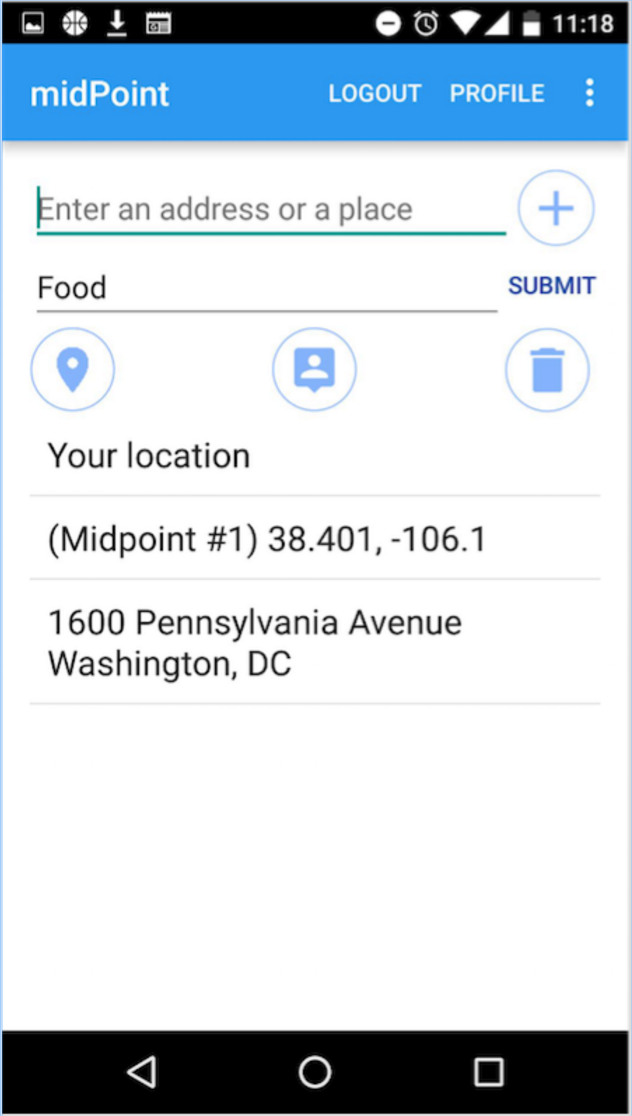 11:18
midPoint LOGOUT PROFILE
Enter an address or a place
Food SUBMIT
Your location
(Midpoint #1) 38.401, -106.1
1600 Pennsylvania Avenue
Washington, DC